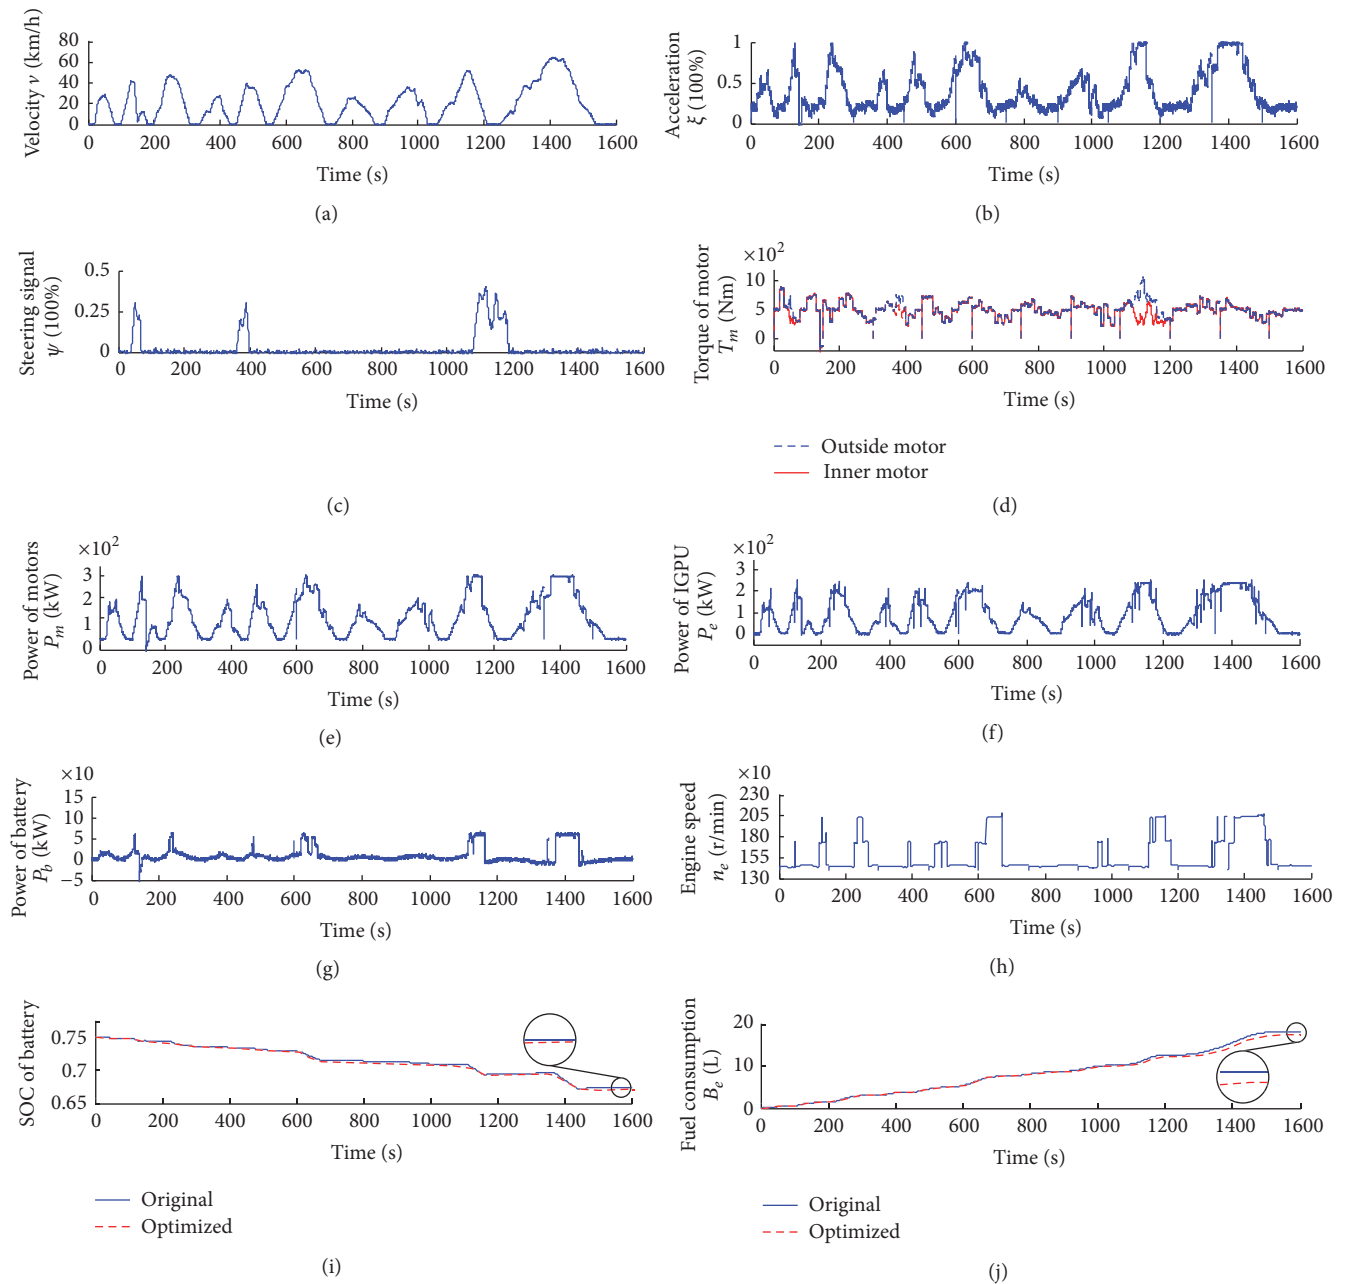 Velocity v (km/h)
80
60
40
20
0
0 200 400 600 800 1000 1200 1400 1600
Time (s)
(a)
Acceleration
ξ (100%)
1
0.5
0
0 200 400 600 800 1000 1200 1400 1600
Time (s)
(b)
Steering signal
ψ (100%)
0.5
0.25
0
0 200 400 600 800 1000 1200 1400 1600
Time (s)
(c)
Torque of motor
Tm (Nm)
×10²
10
5
0
0 200 400 600 800 1000 1200 1400 1600
Time (s)
Outside motor
Inner motor
(d)
Power of motors
Pm (kW)
×10²
3
2
1
0
0 200 400 600 800 1000 1200 1400 1600
Time (s)
(e)
Power of IGPU
Pe (kW)
×10²
3
2
1
0
0 200 400 600 800 1000 1200 1400 1600
Time (s)
(f)
Power of battery
Pb (kW)
×10
15
10
5
0
−5
0 200 400 600 800 1000 1200 1400 1600
Time (s)
(g)
Engine speed
ne (r/min)
×10
230
205
180
155
130
0 200 400 600 800 1000 1200 1400 1600
Time (s)
(h)
SOC of battery
0.75
0.7
0.65
0 200 400 600 800 1000 1200 1400 1600
Time (s)
Original
Optimized
(i)
Fuel consumption
Be (L)
20
10
0
0 200 400 600 800 1000 1200 1400 1600
Time (s)
Original
Optimized
(j)